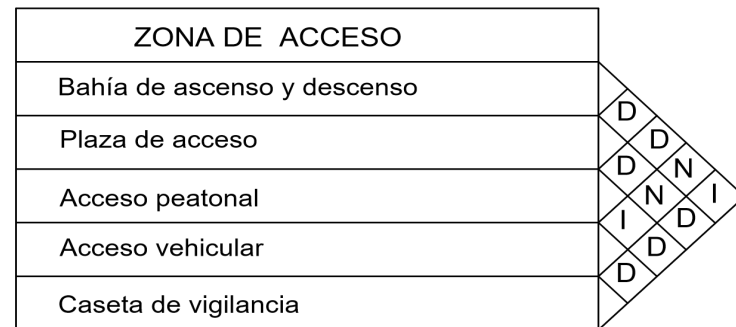 ZONA DE ACCESO
Bahía de ascenso y descenso
D
D
Plaza de acceso
D
N
N
I
Acceso peatonal
I
D
D
Acceso vehicular
D
Caseta de vigilancia